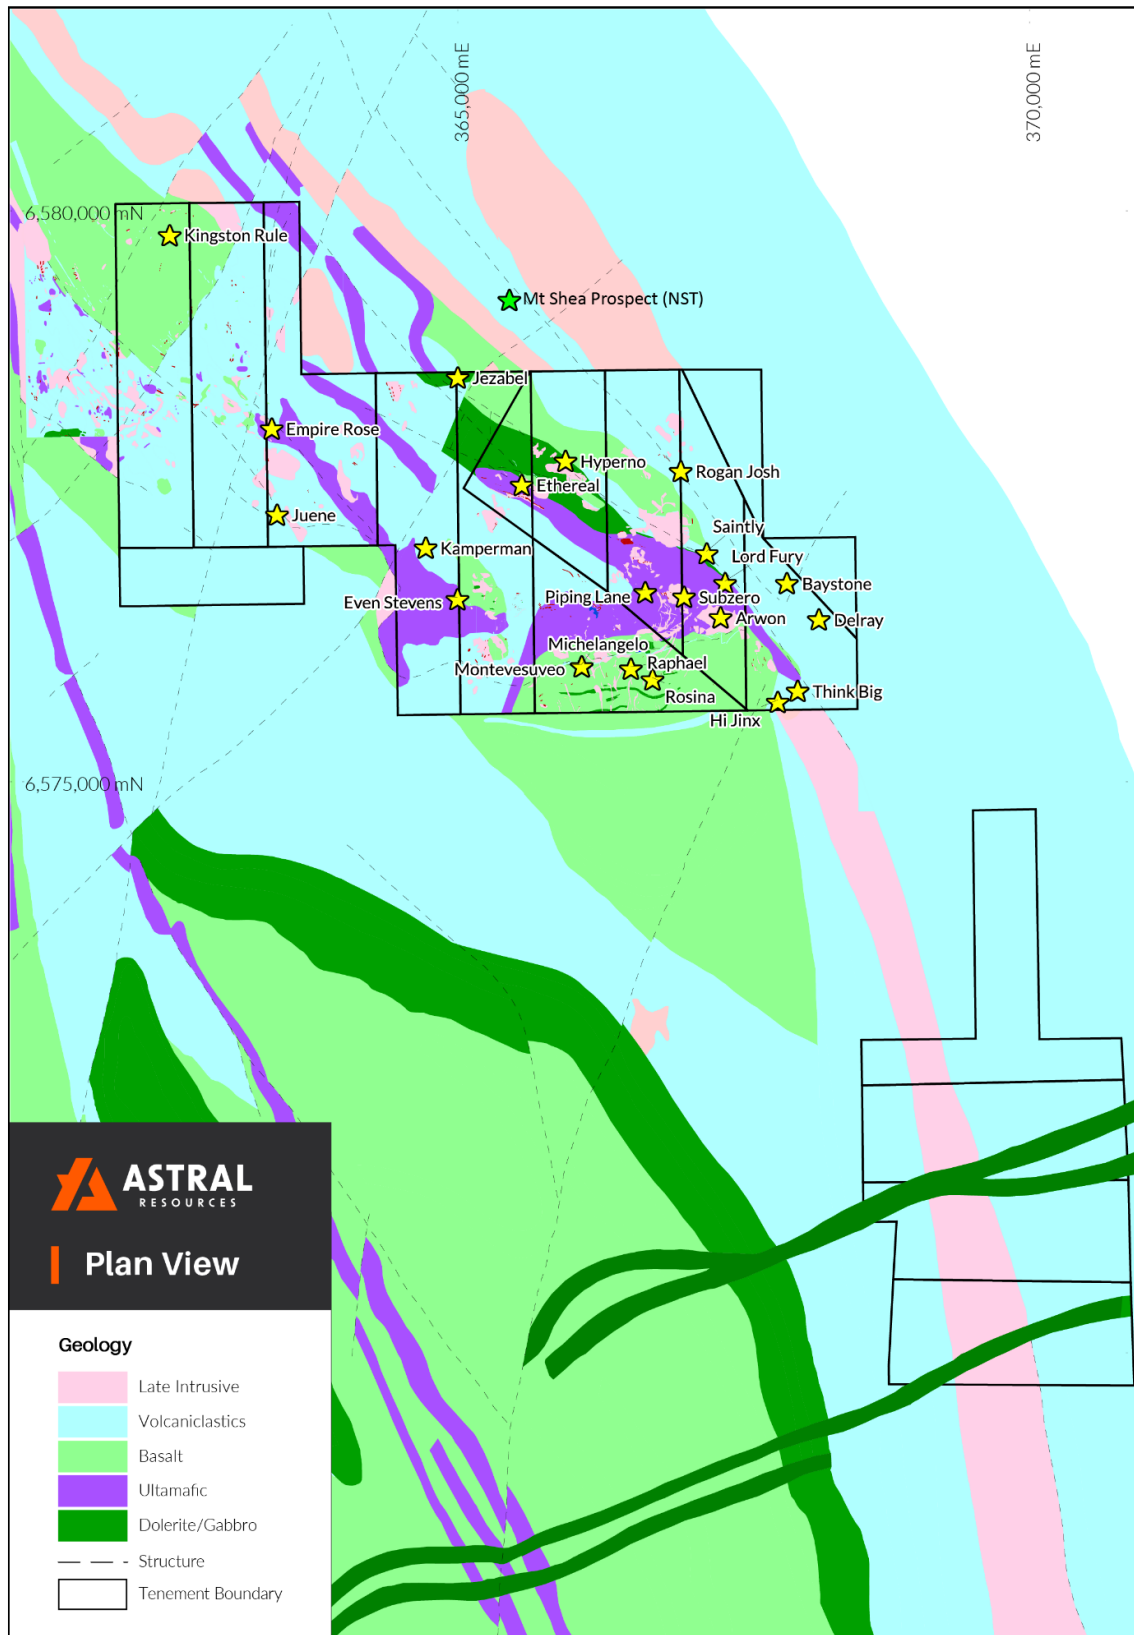 365,000 mE
370,000 mE
6,580,000 mN
Kingston Rule
Mt Shea Prospect (NST)
Jezabel
Empire Rose
Hyperno
Rogan Josh
Ethereal
Juene
Saintly
Kamperman
Lord Fury
Baystone
Even Stevens
Piping Lane
Subzero
Arwon
Delray
Michelangelo
Montevesuveo
Raphael
Rosina
Think Big
Hi Jinx
6,575,000 mN
ASTRAL
RESOURCES
Plan View
Geology
Late Intrusive
Volcaniclastics
Basalt
Ultamafic
Dolerite/Gabbro
Structure
Tenement Boundary